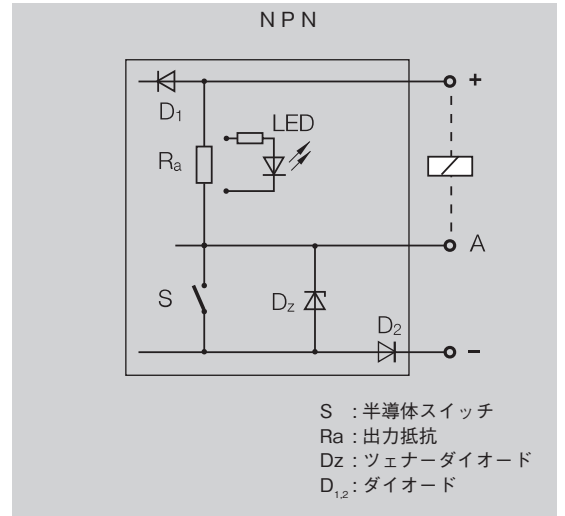 NPN
+
D1
LED
Ra
A
S
Dz
D2
−
S : 半導体スイッチ
Ra : 出力抵抗
Dz : ツェナーダイオード
D1,2 : ダイオード